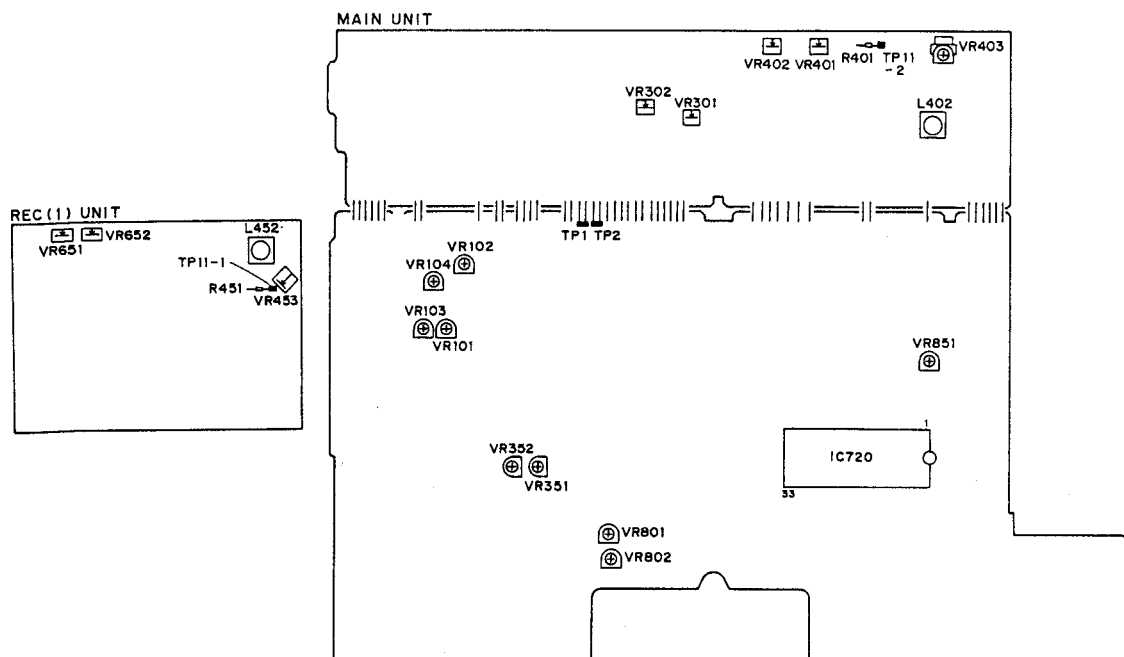 MAIN UNIT
VR402
VR401
R401
TP11
-2
VR403
VR302
VR301
L402
REC(1) UNIT
VR651
VR652
L452
TP11-1
R451
VR453
TP1
TP2
VR102
VR104
VR103
VR101
VR851
VR352
VR351
1
IC720
33
VR801
VR802